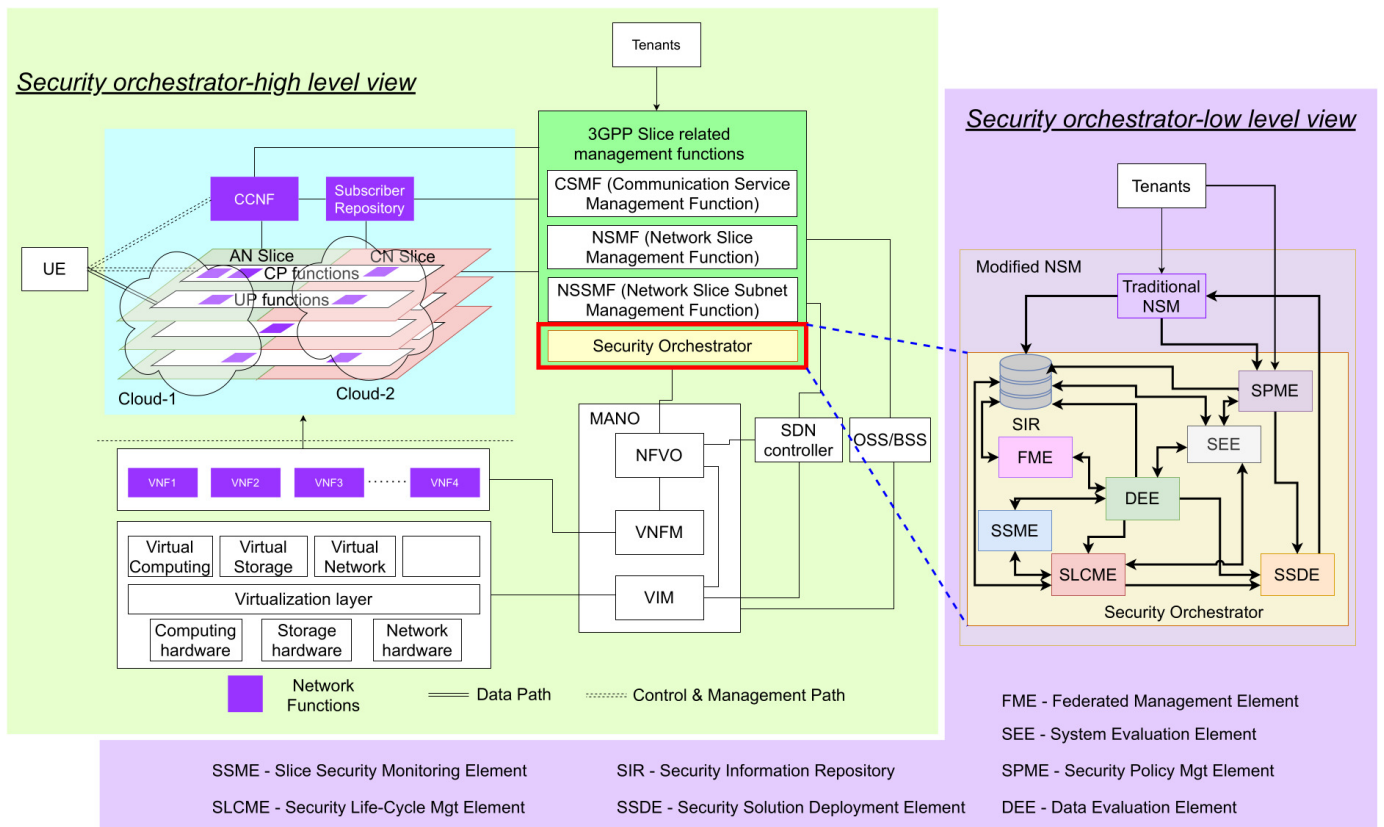 Security orchestrator-high level view
Tenants
3GPP Slice related
management functions
CSMF (Communication Service
Management Function)
NSMF (Network Slice
Management Function)
NSSMF (Network Slice Subnet
Management Function)
Security Orchestrator
CCNF
Subscriber
Repository
UE
AN Slice
CN Slice
CP functions
UP functions
Cloud-1
Cloud-2
MANO
NFVO
VNFM
VIM
SDN
controller
OSS/BSS
VNF1
VNF2
VNF3
VNF4
Virtual
Computing
Virtual
Storage
Virtual
Network
Virtualization layer
Computing
hardware
Storage
hardware
Network
hardware
Network
Functions
Data Path
Control & Management Path
Security orchestrator-low level view
Tenants
Modified NSM
Traditional
NSM
SIR
SPME
SEE
FME
DEE
SSME
SLCME
SSDE
Security Orchestrator
FME - Federated Management Element
SEE - System Evaluation Element
SSME - Slice Security Monitoring Element
SIR - Security Information Repository
SPME - Security Policy Mgt Element
SLCME - Security Life-Cycle Mgt Element
SSDE - Security Solution Deployment Element
DEE - Data Evaluation Element